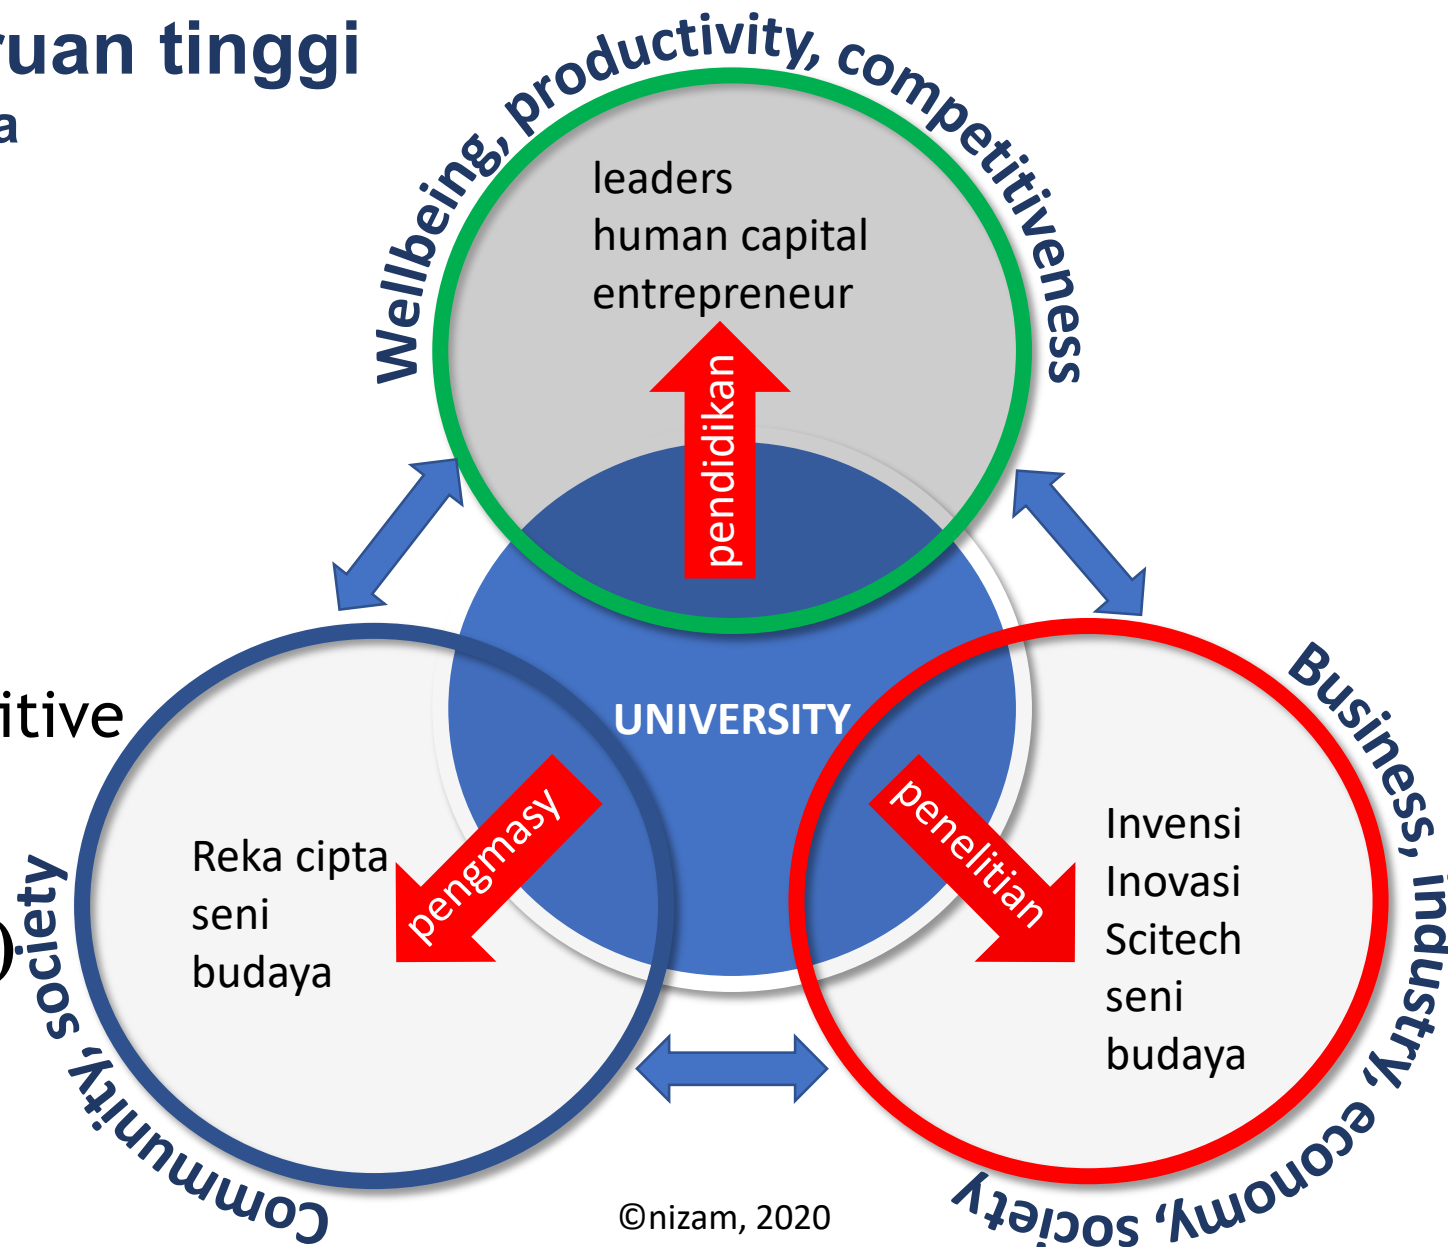 ruan tinggi
a
Wellbeing, productivity, competitiveness
leaders
human capital
entrepreneur
pendidikan
UNIVERSITY
itive
)
pengmasy
penelitian
Reka cipta
seni
budaya
Community, society
Invensi
Inovasi
Scitech
seni
budaya
Business, industry, economy, society
©nizam, 2020